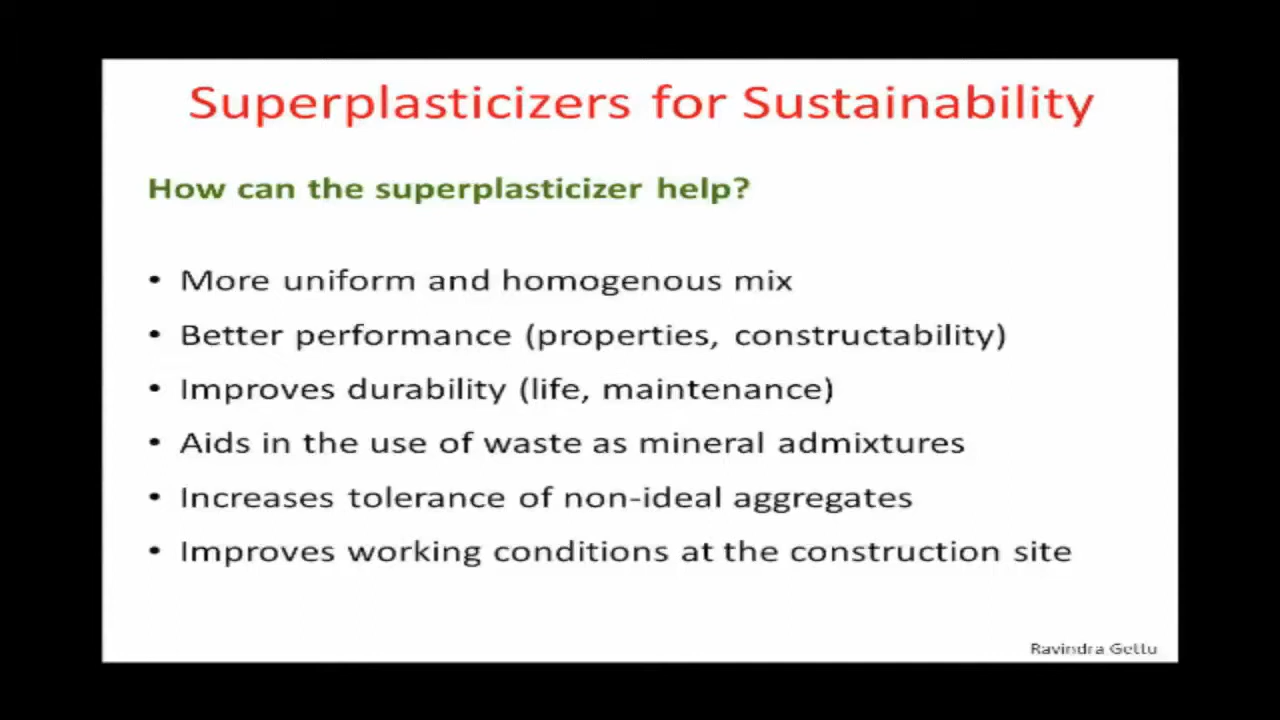 Superplasticizers for Sustainability
How can the superplasticizer help?
• More uniform and homogenous mix
• Better performance (properties, constructability)
• Improves durability (life, maintenance)
• Aids in the use of waste as mineral admixtures
• Increases tolerance of non-ideal aggregates
• Improves working conditions at the construction site
Ravindra Gettu